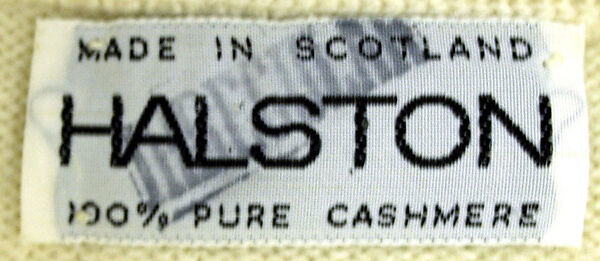 MADE IN SCOTLAND
HALSTON
100% PURE CASHMERE